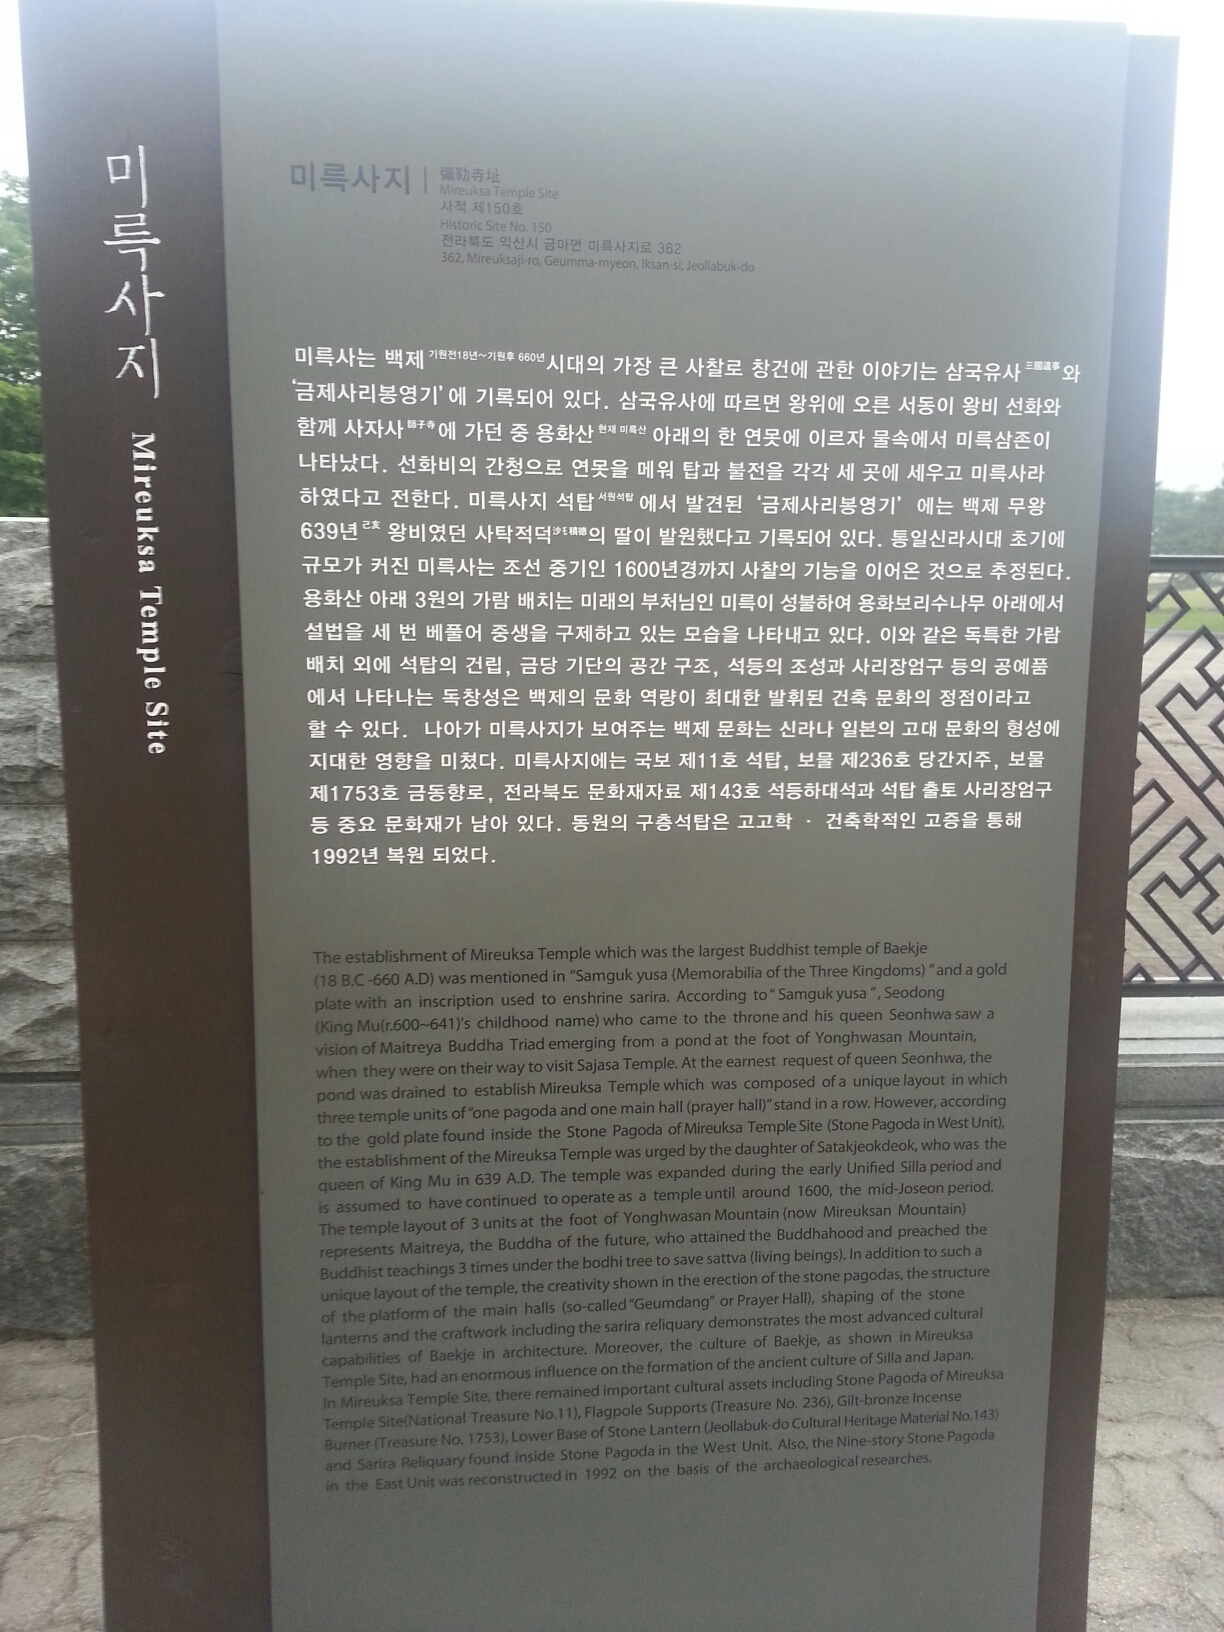 미륵사지
Mireuksa Temple Site
미륵사지
彌勒寺址
Mireuksa Temple Site
사적 제150호
Historic Site No. 150
전라북도 익산시 금마면 미륵사지로 362
362, Mireuksaji-ro, Geumma-myeon, Iksan-si, Jeollabuk-do
미륵사는 백제 기원전18년~기원후 660년 시대의 가장 큰 사찰로 창건에 관한 이야기는 삼국유사 三國遺事 와
'금제사리봉영기'에 기록되어 있다. 삼국유사에 따르면 왕위에 오른 서동이 왕비 선화와
함께 사자사 師子寺에 가던 중 용화산 현재 미륵산 아래의 한 연못에 이르자 물속에서 미륵삼존이
나타났다. 선화비의 간청으로 연못을 메워 탑과 불전을 각각 세 곳에 세우고 미륵사라
하였다고 전한다. 미륵사지 석탑 서원석탑 에서 발견된 '금제사리봉영기' 에는 백제 무왕
639년 己亥 왕비였던 사탁적덕沙乇積德의 딸이 발원했다고 기록되어 있다. 통일신라시대 초기에
규모가 커진 미륵사는 조선 중기인 1600년경까지 사찰의 기능을 이어온 것으로 추정된다.
용화산 아래 3원의 가람 배치는 미래의 부처님인 미륵이 성불하여 용화보리수나무 아래에서
설법을 세 번 베풀어 중생을 구제하고 있는 모습을 나타내고 있다. 이와 같은 독특한 가람
배치 외에 석탑의 건립, 금당 기단의 공간 구조, 석등의 조성과 사리장엄구 등의 공예품
에서 나타나는 독창성은 백제의 문화 역량이 최대한 발휘된 건축 문화의 정점이라고
할 수 있다. 나아가 미륵사지가 보여주는 백제 문화는 신라나 일본의 고대 문화의 형성에
지대한 영향을 미쳤다. 미륵사지에는 국보 제11호 석탑, 보물 제236호 당간지주, 보물
제1753호 금동향로, 전라북도 문화재자료 제143호 석등하대석과 석탑 출토 사리장엄구
등 중요 문화재가 남아 있다. 동원의 구층석탑은 고고학 · 건축학적인 고증을 통해
1992년 복원 되었다.
The establishment of Mireuksa Temple which was the largest Buddhist temple of Baekje
(18 B.C -660 A.D) was mentioned in "Samguk yusa (Memorabilia of the Three Kingdoms) "and a gold
plate with an inscription used to enshrine sarira. According to " Samguk yusa ", Seodong
(King Mu(r.600~641)'s childhood name) who came to the throne and his queen Seonhwa saw a
vision of Maitreya Buddha Triad emerging from a pond at the foot of Yonghwasan Mountain,
when they were on their way to visit Sajasa Temple. At the earnest request of queen Seonhwa, the
pond was drained to establish Mireuksa Temple which was composed of a unique layout in which
three temple units of "one pagoda and one main hall (prayer hall)" stand in a row. However, according
to the gold plate found inside the Stone Pagoda of Mireuksa Temple Site (Stone Pagoda in West Unit),
the establishment of the Mireuksa Temple was urged by the daughter of Satakjeokdeok, who was the
queen of King Mu in 639 A.D. The temple was expanded during the early Unified Silla period and
is assumed to have continued to operate as a temple until around 1600, the mid-Joseon period.
The temple layout of 3 units at the foot of Yonghwasan Mountain (now Mireuksan Mountain)
represents Maitreya, the Buddha of the future, who attained the Buddhahood and preached the
Buddhist teachings 3 times under the bodhi tree to save sattva (living beings). In addition to such a
unique layout of the temple, the creativity shown in the erection of the stone pagodas, the structure
of the platform of the main halls (so-called "Geumdang" or Prayer Hall), shaping of the stone
lanterns and the craftwork including the sarira reliquary demonstrates the most advanced cultural
capabilities of Baekje in architecture. Moreover, the culture of Baekje, as shown in Mireuksa
Temple Site, had an enormous influence on the formation of the ancient culture of Silla and Japan.
In Mireuksa Temple Site, there remained important cultural assets including Stone Pagoda of Mireuksa
Temple Site(National Treasure No.11), Flagpole Supports (Treasure No. 236), Gilt-bronze Incense
Burner (Treasure No. 1753), Lower Base of Stone Lantern (Jeollabuk-do Cultural Heritage Material No.143)
and Sarira Reliquary found inside Stone Pagoda in the West Unit. Also, the Nine-story Stone Pagoda
in the East Unit was reconstructed in 1992 on the basis of the archaeological researches.